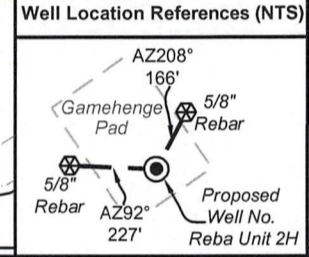 Well Location References (NTS)
AZ208°
166'
Gamehenge
Pad
5/8"
Rebar
5/8"
Rebar
AZ92°
227'
Proposed
Well No.
Reba Unit 2H